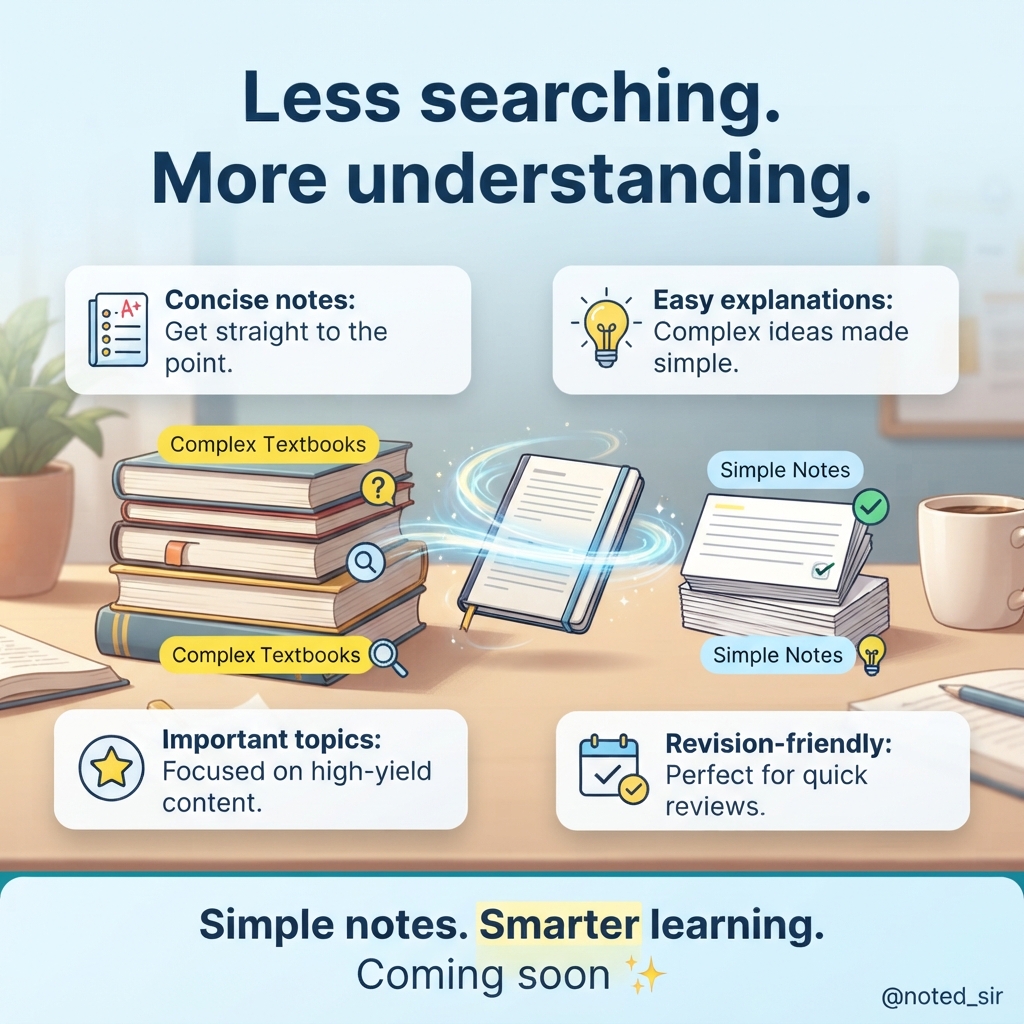 Less searching.
More understanding.
A+
Concise notes:
Get straight to the
point.
Easy explanations:
Complex ideas made
simple.
Complex Textbooks
?
Simple Notes
Complex Textbooks
Simple Notes
Important topics:
Focused on high-yield
content.
Revision-friendly:
Perfect for quick
reviews.
Simple notes. Smarter learning.
Coming soon ✨
@noted_sir